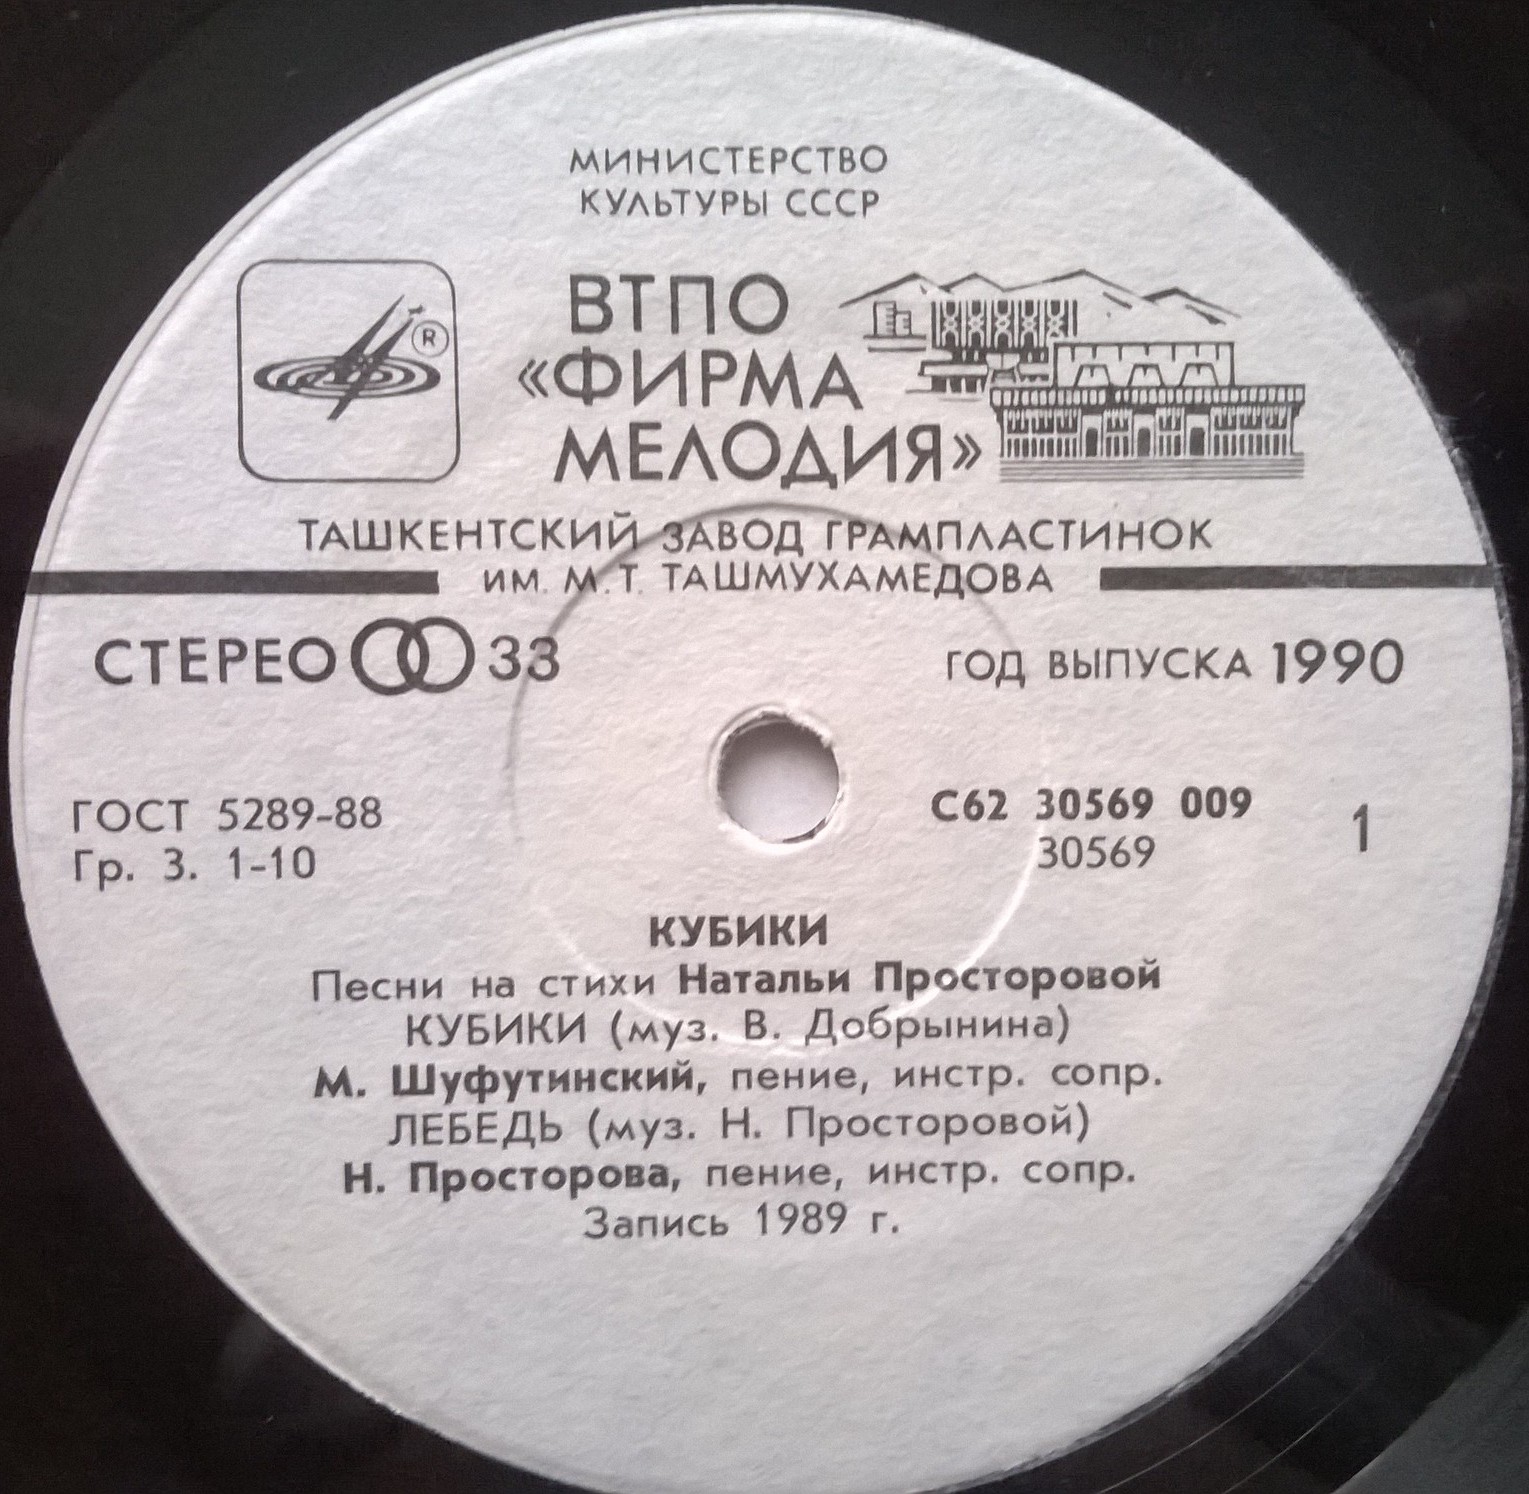 МИНИСТЕРСТВО
КУЛЬТУРЫ СССР
ВТПО
«ФИРМА
МЕЛОДИЯ»
®
ТАШКЕНТСКИЙ ЗАВОД ГРАМПЛАСТИНОК
ИМ. М. Т. ТАШМУХАМЕДОВА
СТЕРЕО 33
ГОД ВЫПУСКА 1990
ГОСТ 5289-88
Гр. 3. 1-10
С62 30569 009
30569
1
КУБИКИ
Песни на стихи Натальи Просторовой
КУБИКИ (муз. В. Добрынина)
М. Шуфутинский, пение, инстр. сопр.
ЛЕБЕДЬ (муз. Н. Просторовой)
Н. Просторова, пение, инстр. сопр.
Запись 1989 г.